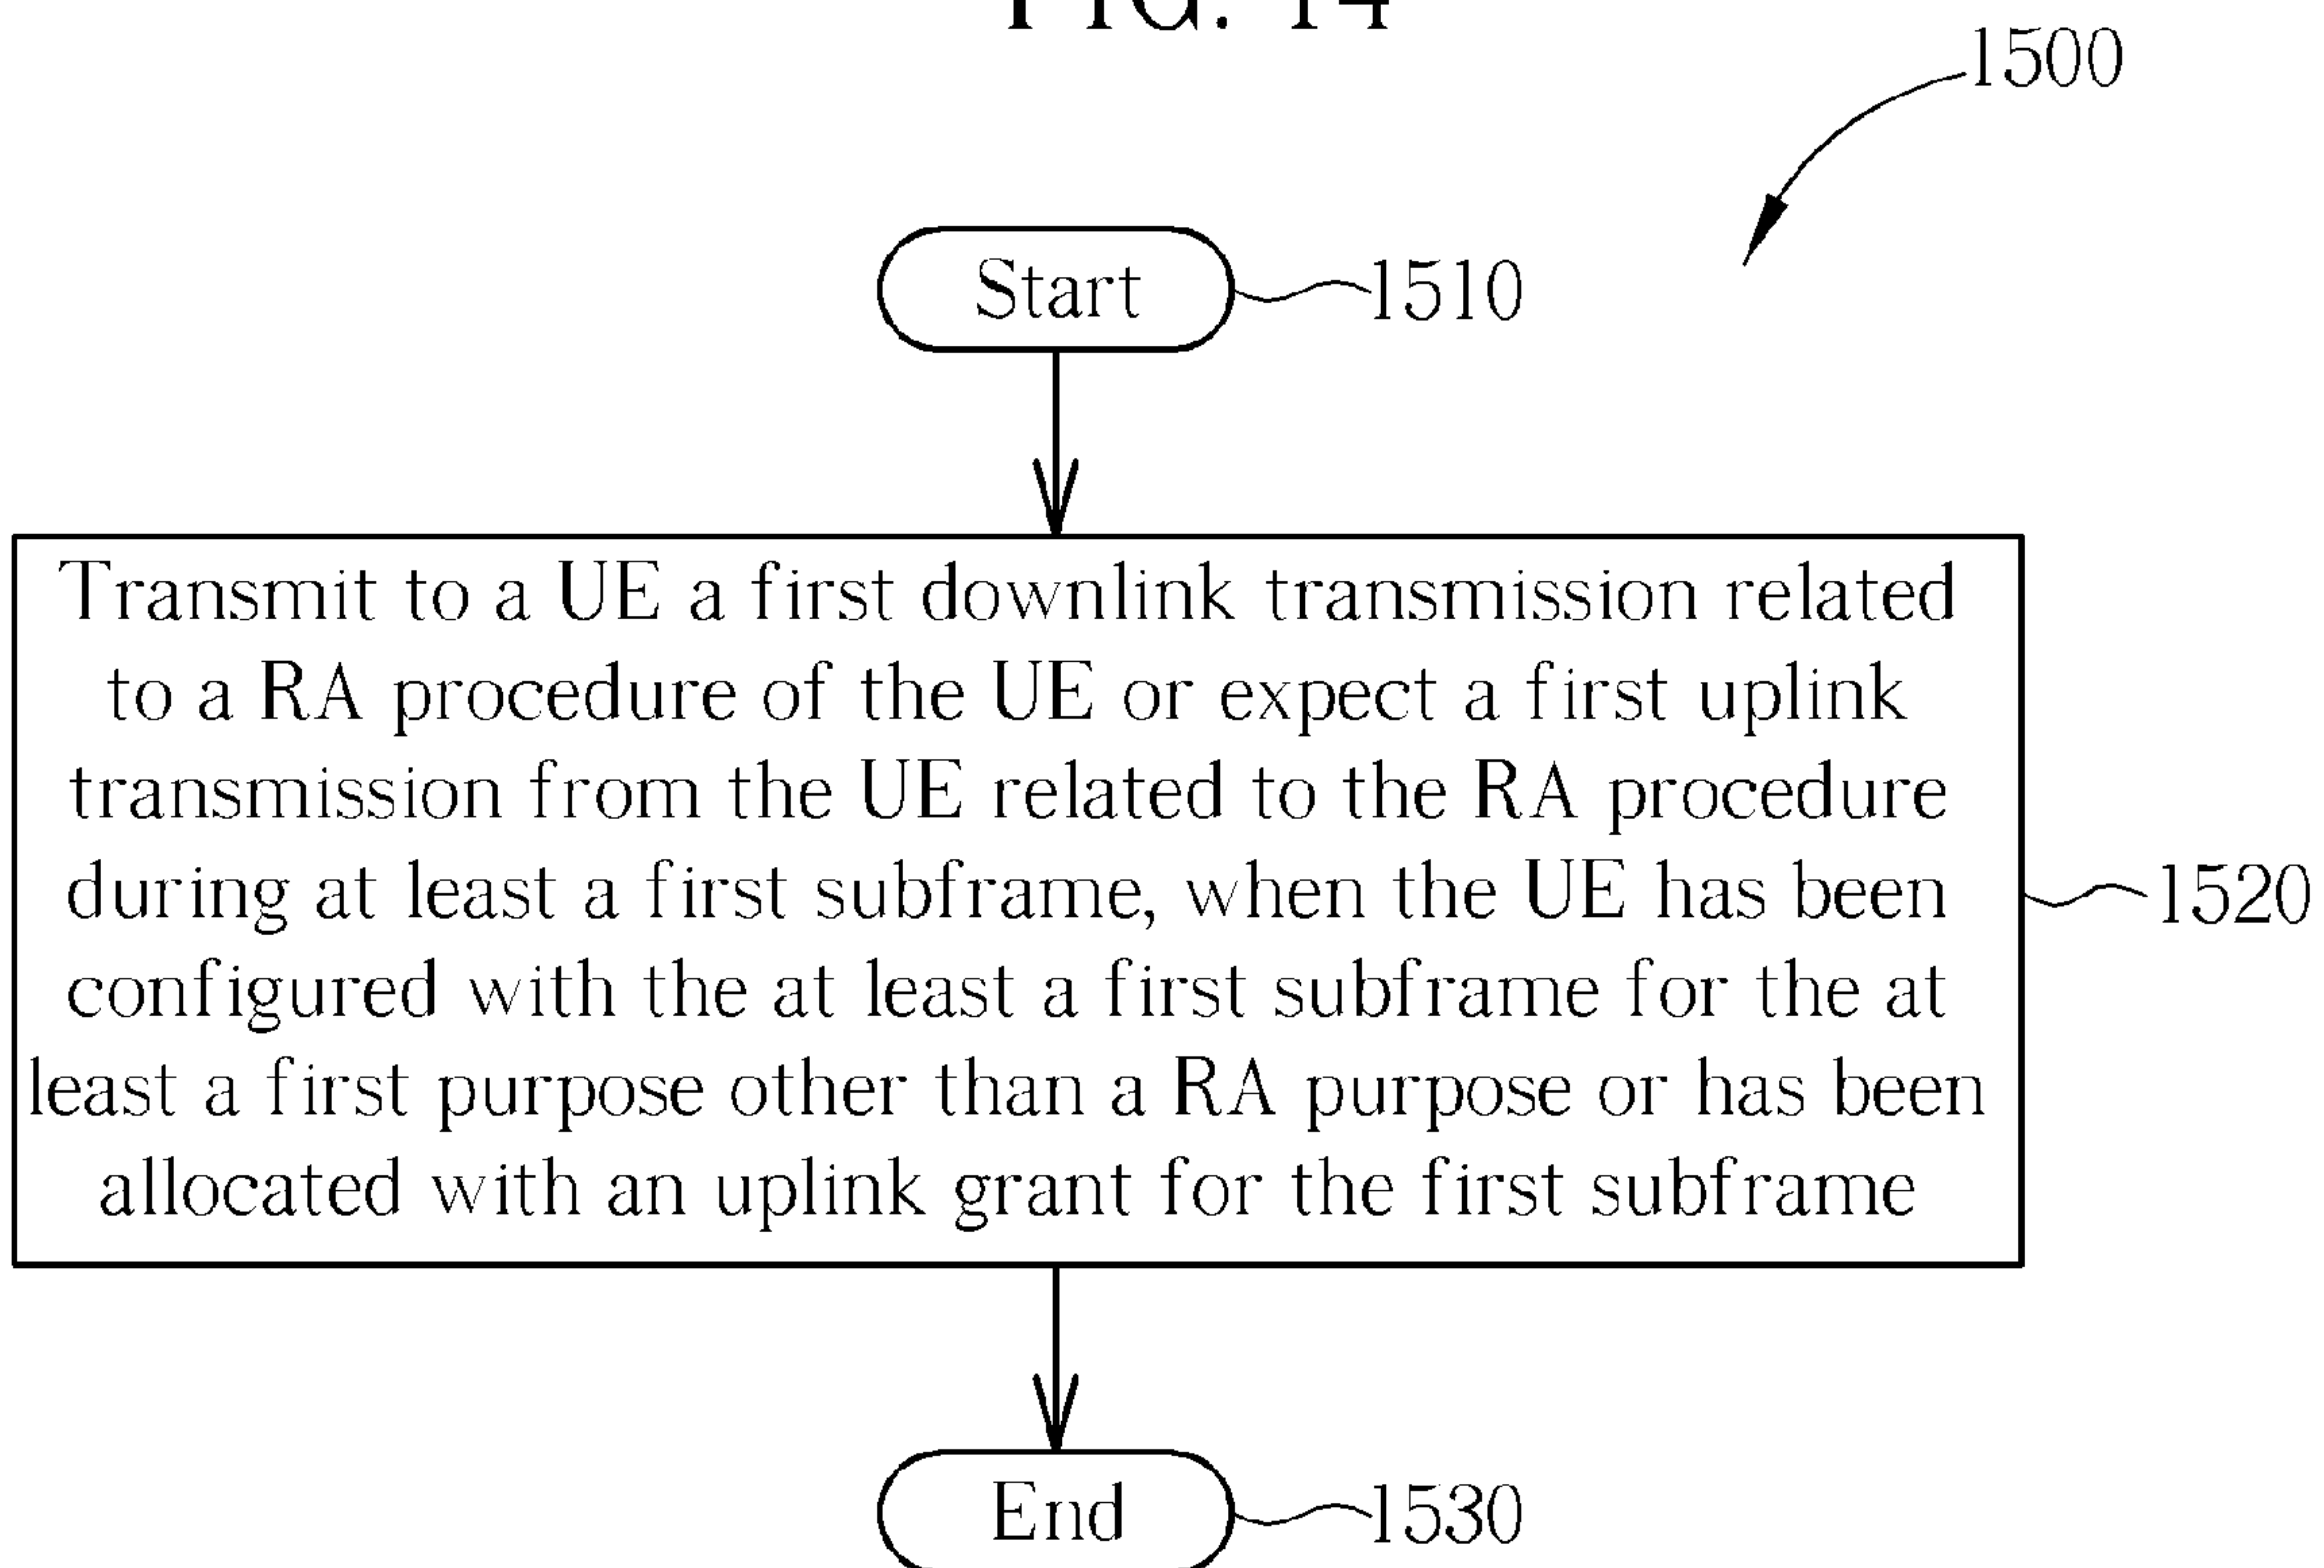 FIG. 14
1500
Start
1510
Transmit to a UE a first downlink transmission related
to a RA procedure of the UE or expect a first uplink
transmission from the UE related to the RA procedure
during at least a first subframe, when the UE has been
configured with the at least a first subframe for the at
least a first purpose other than a RA purpose or has been
allocated with an uplink grant for the first subframe
1520
End
1530